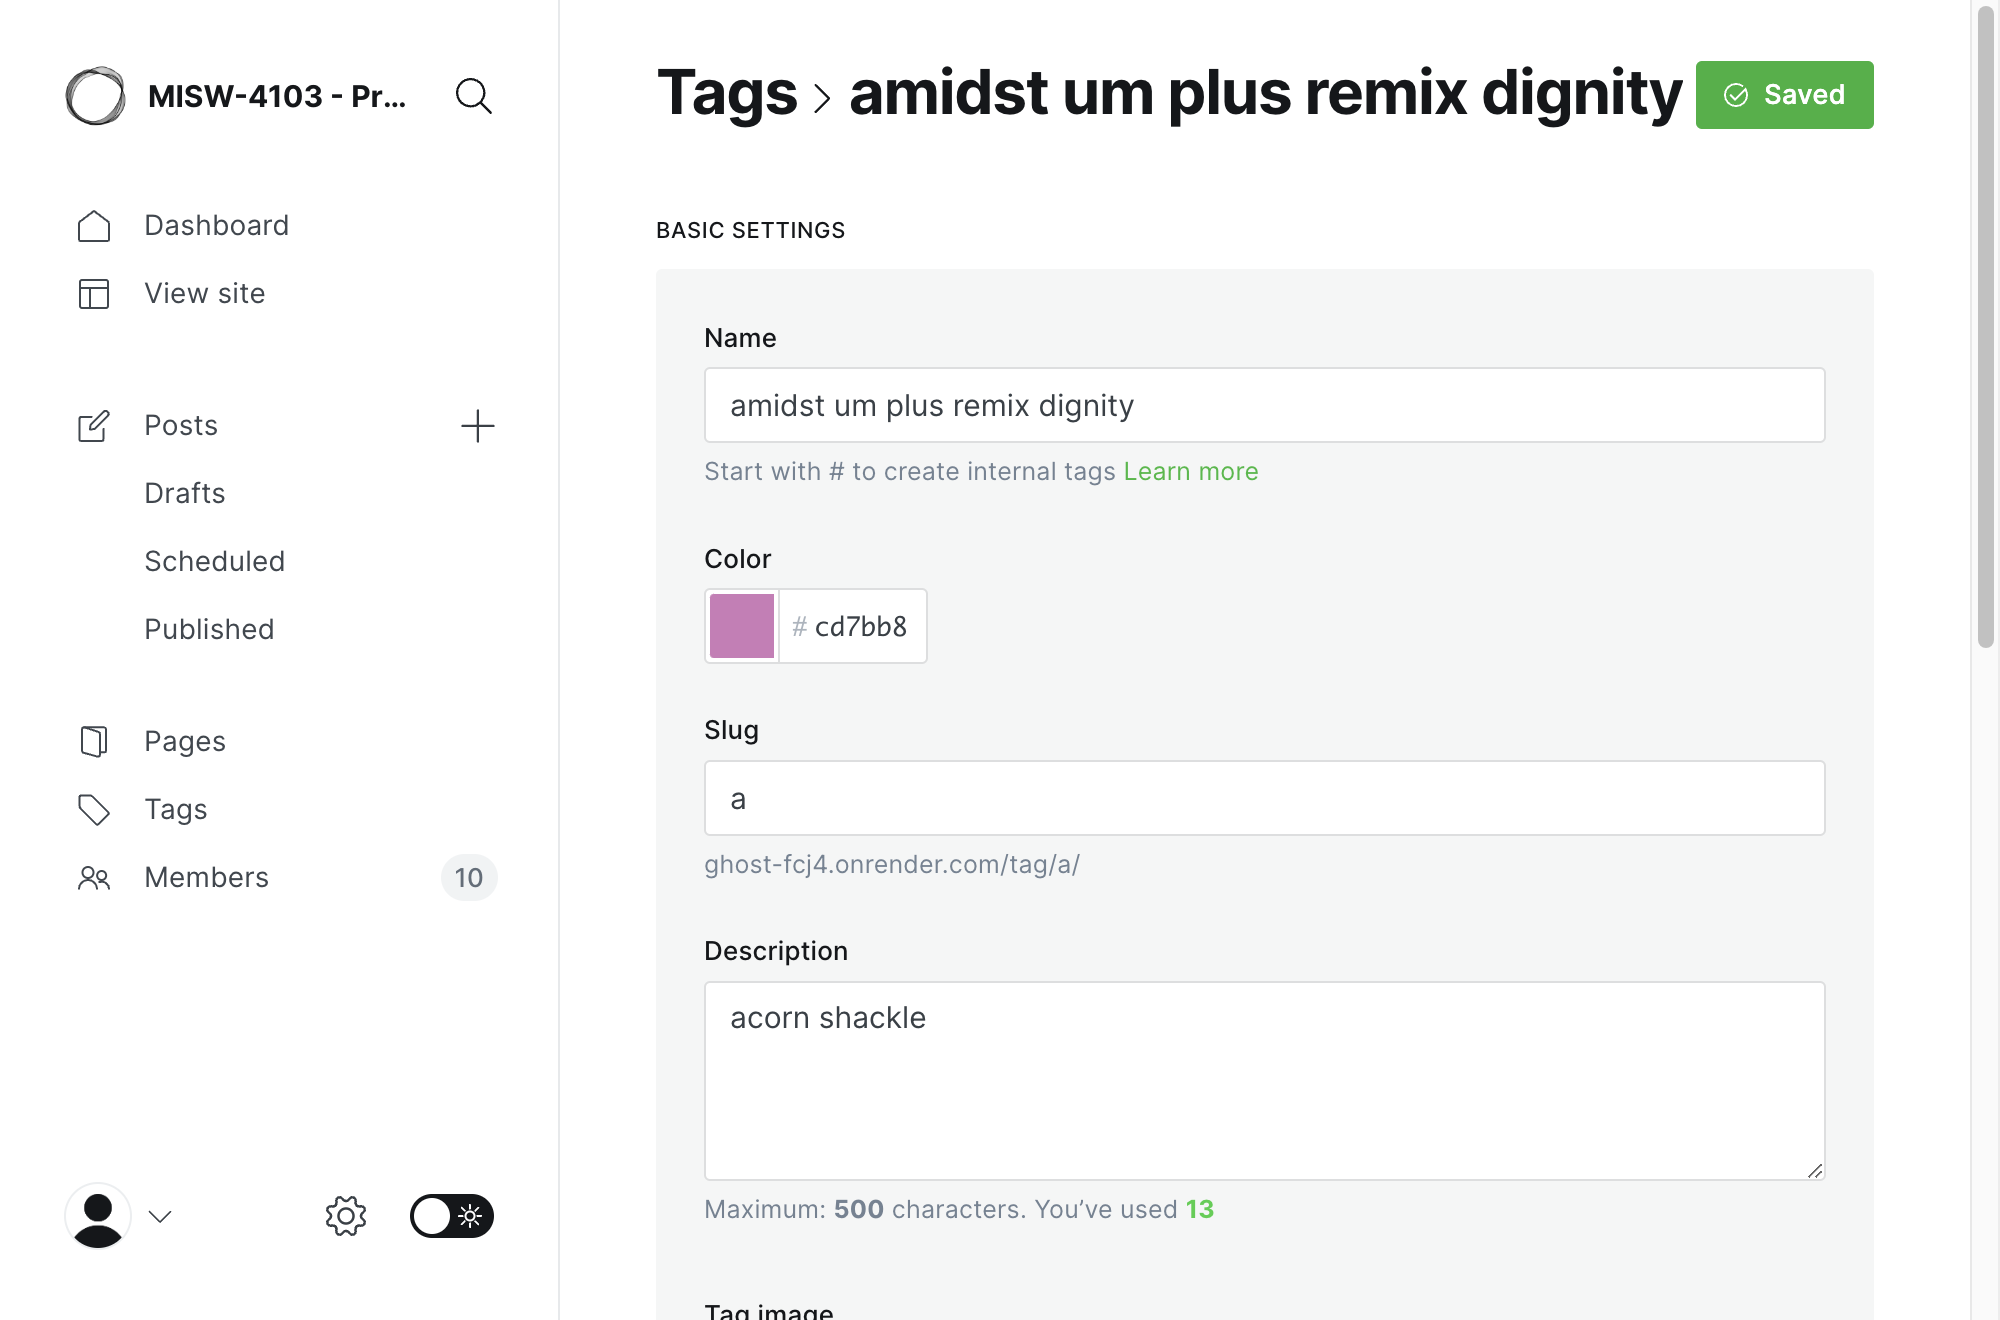 MISW-4103 - Pr...
Dashboard
View site
Posts
Drafts
Scheduled
Published
Pages
Tags
Members 10
Tags > amidst um plus remix dignity
Saved
BASIC SETTINGS
Name
amidst um plus remix dignity
Start with # to create internal tags Learn more
Color
# cd7bb8
Slug
a
ghost-fcj4.onrender.com/tag/a/
Description
acorn shackle
Maximum: 500 characters. You’ve used 13
Tag image